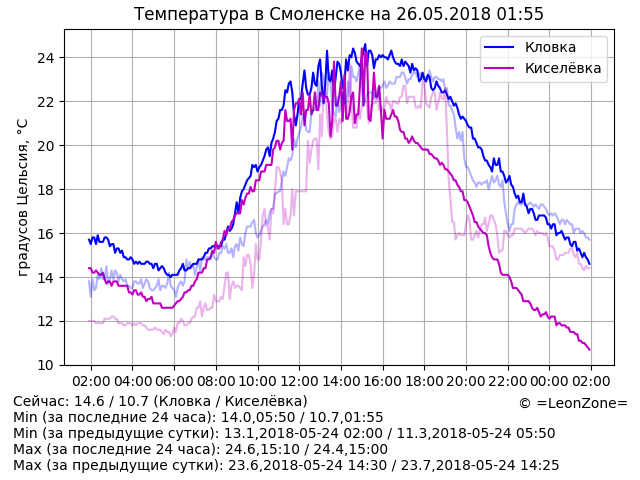 Температура в Смоленске на 26.05.2018 01:55
Кловка
Киселёвка
градусов Цельсия, °С
24
22
20
18
16
14
12
10
02:00 04:00 06:00 08:00 10:00 12:00 14:00 16:00 18:00 20:00 22:00 00:00 02:00
Сейчас: 14.6 / 10.7 (Кловка / Киселёвка)
© =LeonZone=
Min (за последние 24 часа): 14.0,05:50 / 10.7,01:55
Min (за предыдущие сутки): 13.1,2018-05-24 02:00 / 11.3,2018-05-24 05:50
Max (за последние 24 часа): 24.6,15:10 / 24.4,15:00
Max (за предыдущие сутки): 23.6,2018-05-24 14:30 / 23.7,2018-05-24 14:25